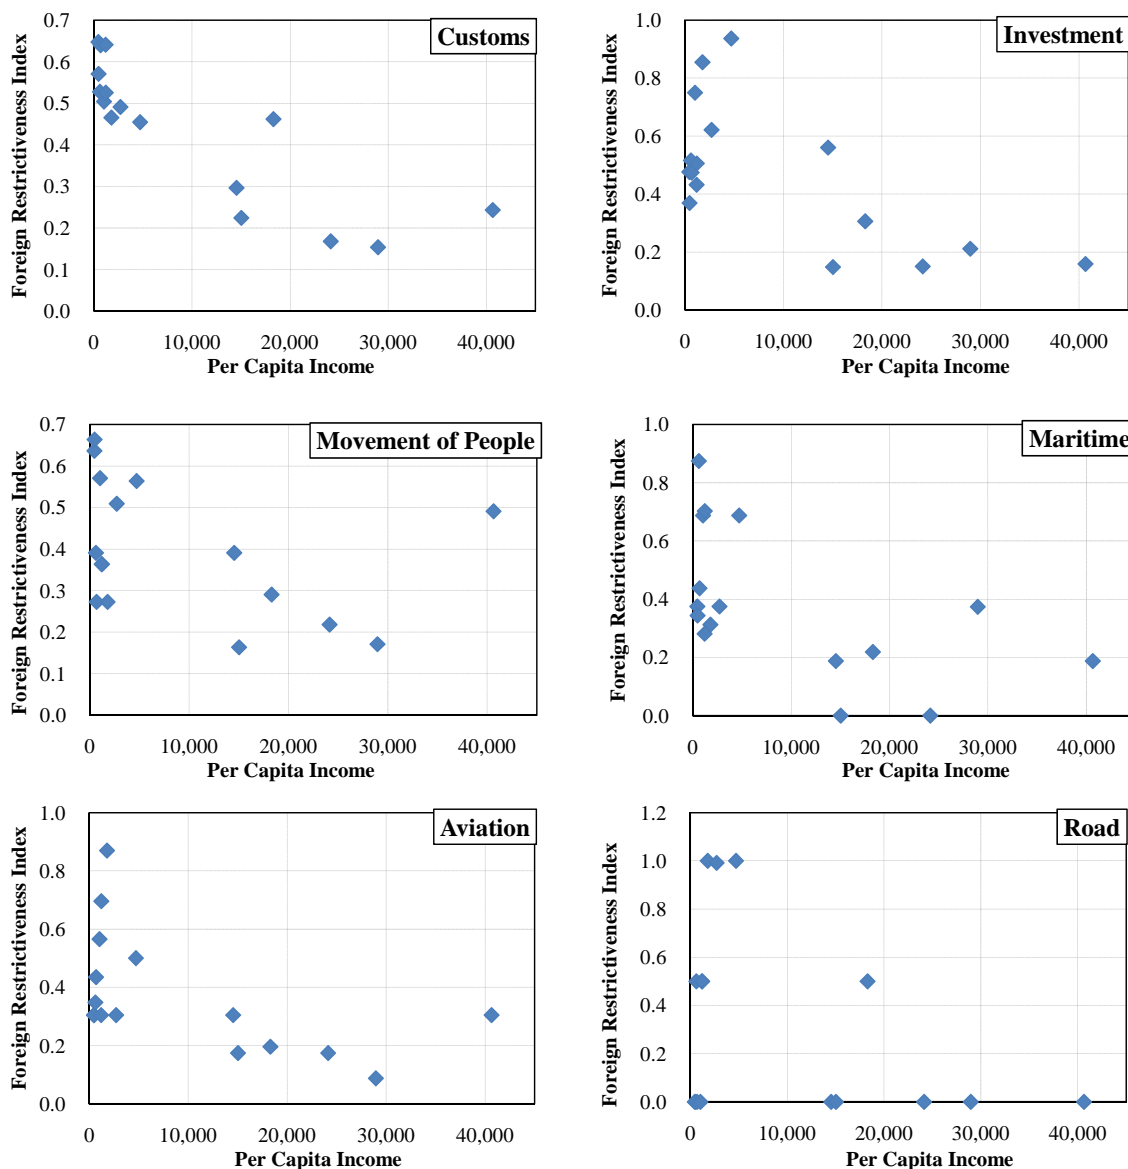 Customs
Foreign Restrictiveness Index
0.7
0.6
0.5
0.4
0.3
0.2
0.1
0.0
0 10,000 20,000 30,000 40,000
Per Capita Income
Investment
Foreign Restrictiveness Index
1.0
0.8
0.6
0.4
0.2
0.0
0 10,000 20,000 30,000 40,000
Per Capita Income
Movement of People
Foreign Restrictiveness Index
0.7
0.6
0.5
0.4
0.3
0.2
0.1
0.0
0 10,000 20,000 30,000 40,000
Per Capita Income
Maritime
Foreign Restrictiveness Index
1.0
0.8
0.6
0.4
0.2
0.0
0 10,000 20,000 30,000 40,000
Per Capita Income
Aviation
Foreign Restrictiveness Index
1.0
0.8
0.6
0.4
0.2
0.0
0 10,000 20,000 30,000 40,000
Per Capita Income
Road
Foreign Restrictiveness Index
1.2
1.0
0.8
0.6
0.4
0.2
0.0
0 10,000 20,000 30,000 40,000
Per Capita Income